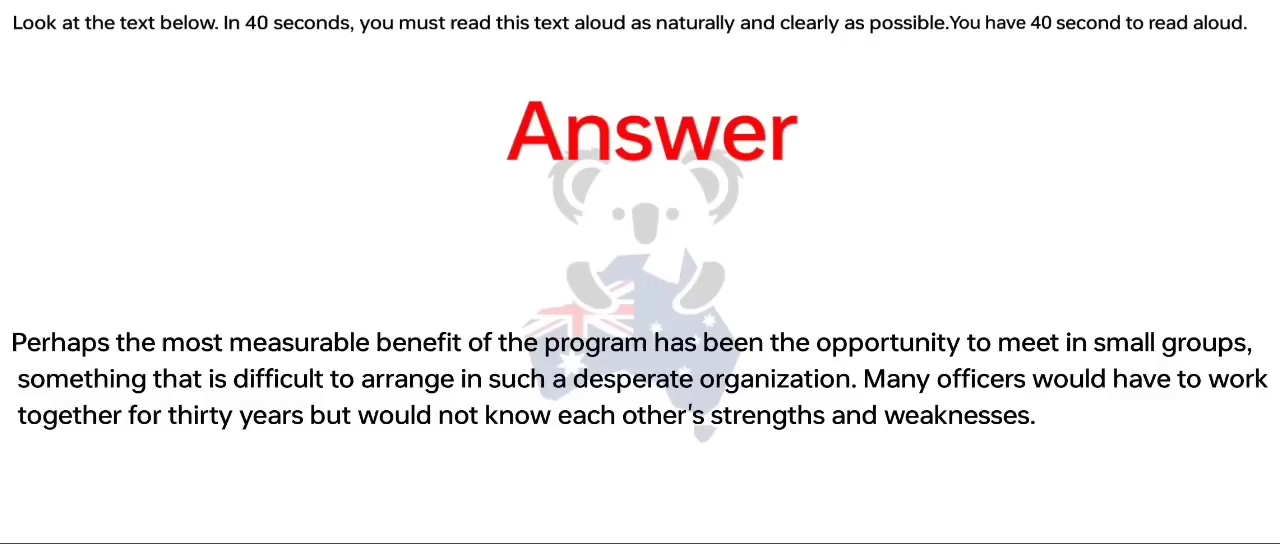 Look at the text below. In 40 seconds, you must read this text aloud as naturally and clearly as possible.You have 40 second to read aloud.
Answer
Perhaps the most measurable benefit of the program has been the opportunity to meet in small groups,
something that is difficult to arrange in such a desperate organization. Many officers would have to work
together for thirty years but would not know each other's strengths and weaknesses.